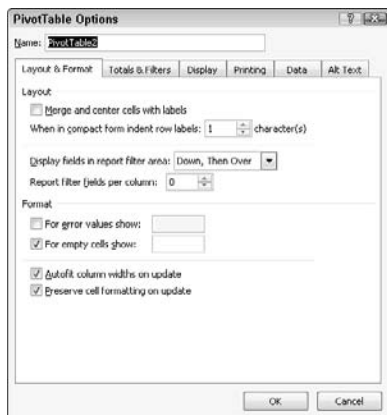 PivotTable Options
Name: PivotTable2
Layout & Format Totals & Filters Display Printing Data Alt Text
Layout
Merge and center cells with labels
When in compact form indent row labels: 1 character(s)
Display fields in report filter area: Down, Then Over
Report filter fields per column: 0
Format
For error values show:
For empty cells show:
Autofit column widths on update
Preserve cell formatting on update
OK Cancel